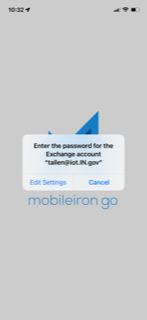 10:32
Enter the password for the
Exchange account
"tallen@iot.IN.gov"
Edit Settings
Cancel
mobileiron go